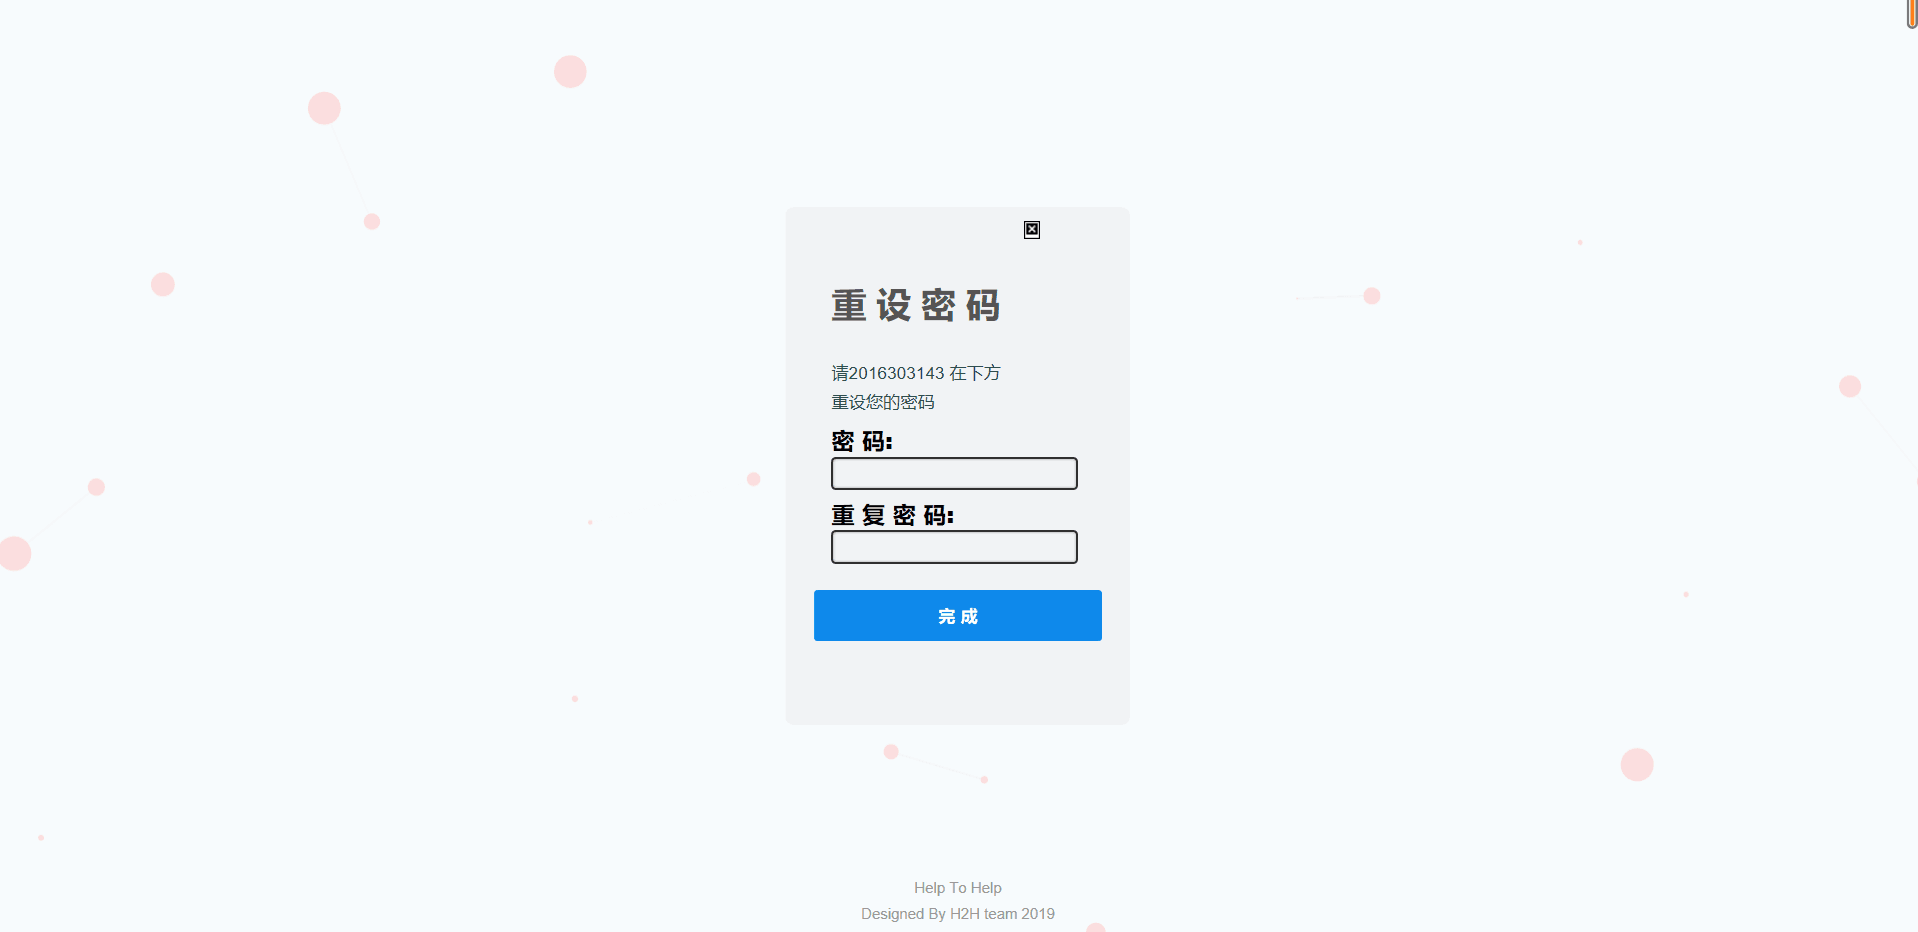 重 设 密 码
请2016303143 在下方
重设您的密码
密 码:
重 复 密 码:
完 成
Help To Help
Designed By H2H team 2019